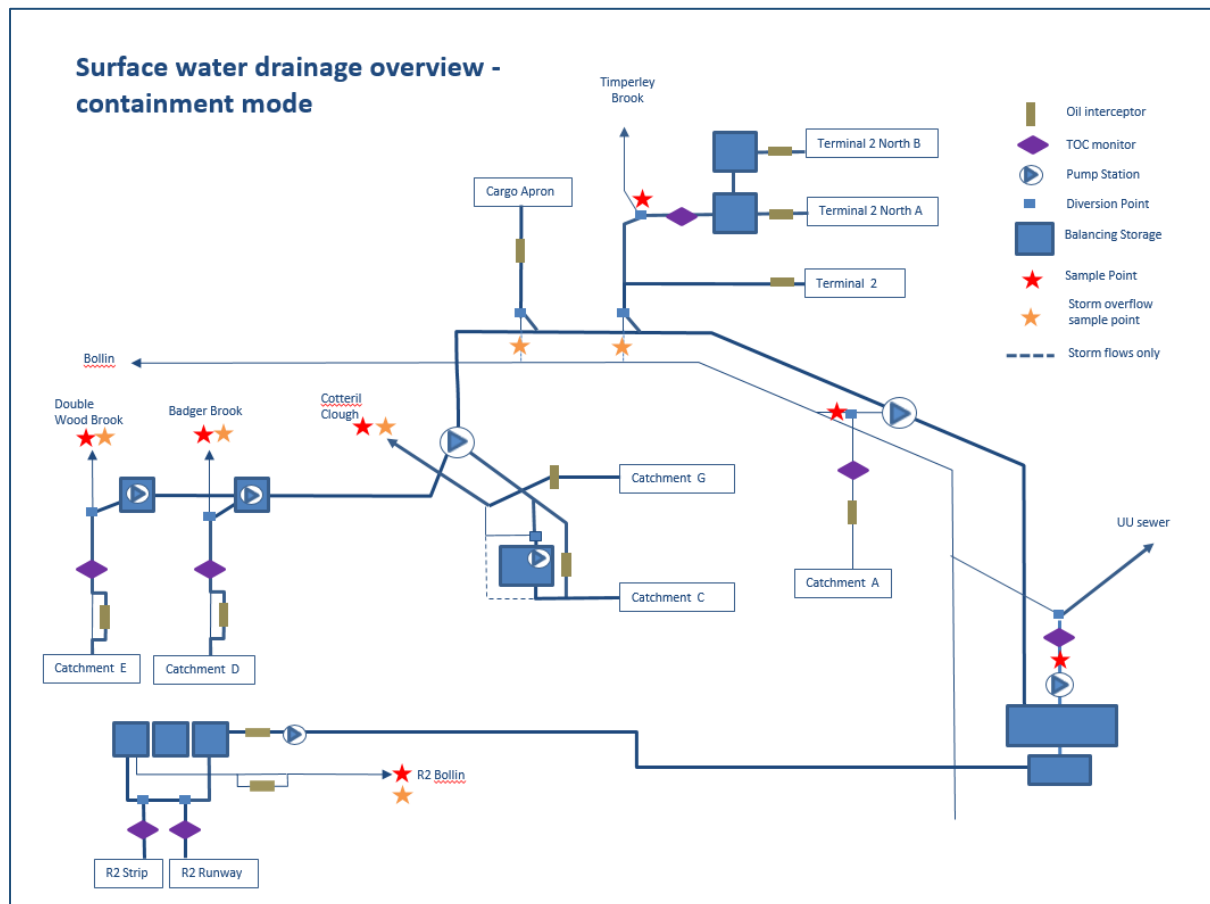 Surface water drainage overview -
containment mode
Timperley
Brook
Oil interceptor
TOC monitor
Pump Station
Diversion Point
Balancing Storage
Sample Point
Storm overflow
sample point
Storm flows only
Terminal 2 North B
Cargo Apron
Terminal 2 North A
Terminal 2
Bollin
Double
Wood Brook
Badger Brook
Cotteril
Clough
Catchment G
UU sewer
Catchment A
Catchment C
Catchment E
Catchment D
R2 Bollin
R2 Strip
R2 Runway